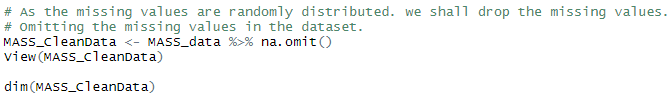 # As the missing values are randomly distributed. we shall drop the missing values.
# Omitting the missing values in the dataset.
MASS_CleanData <- MASS_data %>% na.omit()
View(MASS_CleanData)
dim(MASS_CleanData)